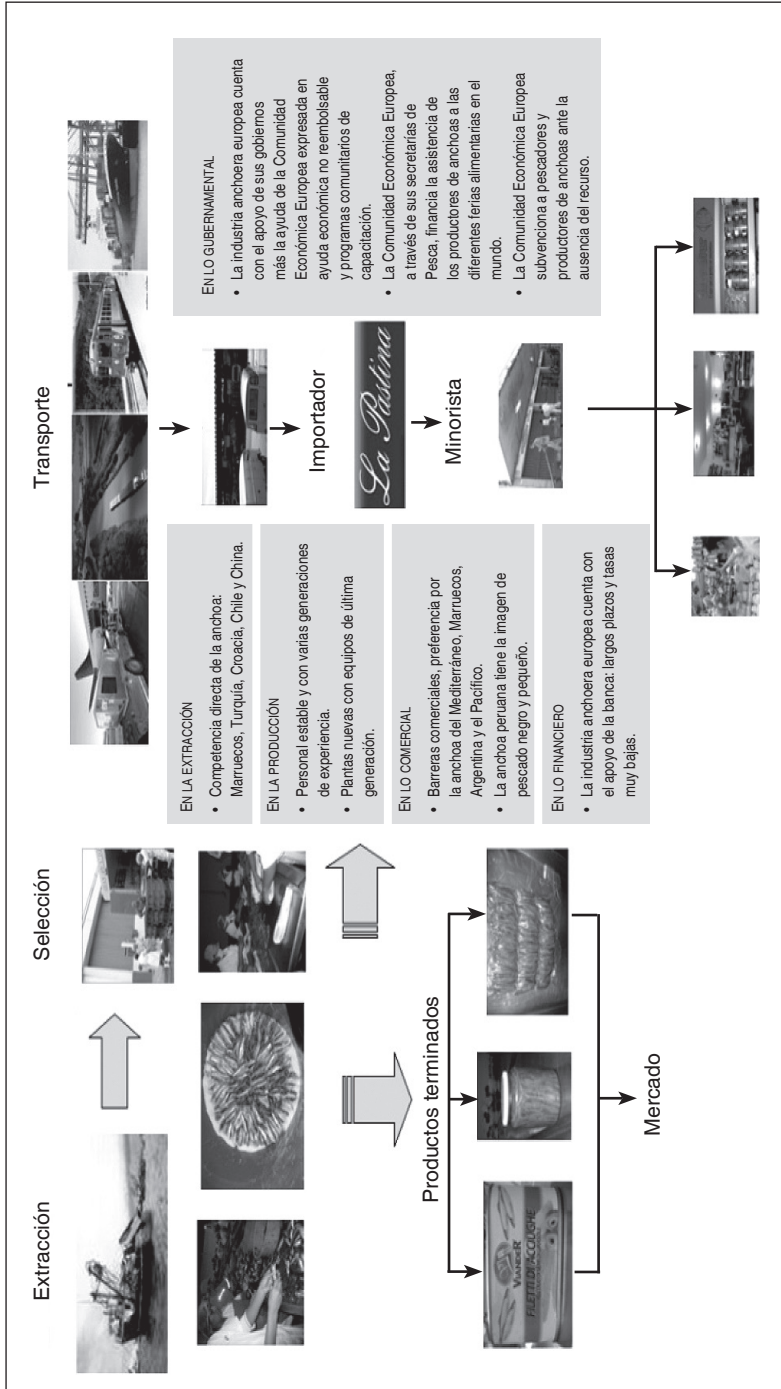 Extracción
Selección
Transporte
EN LA EXTRACCIÓN
• Competencia directa de la anchoa:
Marruecos, Turquía, Croacia, Chile y China.
EN LA PRODUCCIÓN
• Personal estable y con varias generaciones
de experiencia.
• Plantas nuevas con equipos de última
generación.
EN LO COMERCIAL
• Barreras comerciales, preferencia por
la anchoa del Mediterráneo, Marruecos,
Argentina y el Pacífico.
• La anchoa peruana tiene la imagen de
pescado negro y pequeño.
EN LO FINANCIERO
• La industria anchoera europea cuenta con
el apoyo de la banca: largos plazos y tasas
muy bajas.
Importador
La Pastina
Minorista
EN LO GUBERNAMENTAL
• La industria anchoera europea cuenta
con el apoyo de sus gobiernos
más la ayuda de la Comunidad
Económica Europea expresada en
ayuda económica no reembolsable
y programas comunitarios de
capacitación.
• La Comunidad Económica Europea,
a través de sus secretarías de
Pesca, financia la asistencia de
los productores de anchoas a las
diferentes ferias alimentarias en el
mundo.
• La Comunidad Económica Europea
subvenciona a pescadores y
productores de anchoas ante la
ausencia del recurso.
Productos terminados
VIANDER
FILETTI DI ACCIUGHE
Mercado